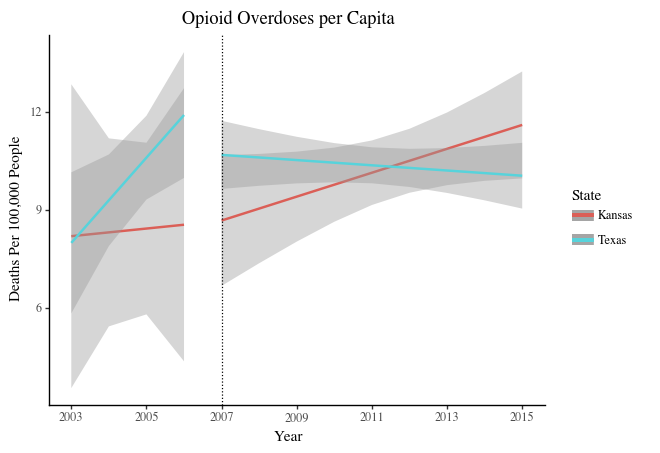 Opioid Overdoses per Capita
Deaths Per 100,000 People
12
9
6
2003 2005 2007 2009 2011 2013 2015
Year
State
Kansas
Texas